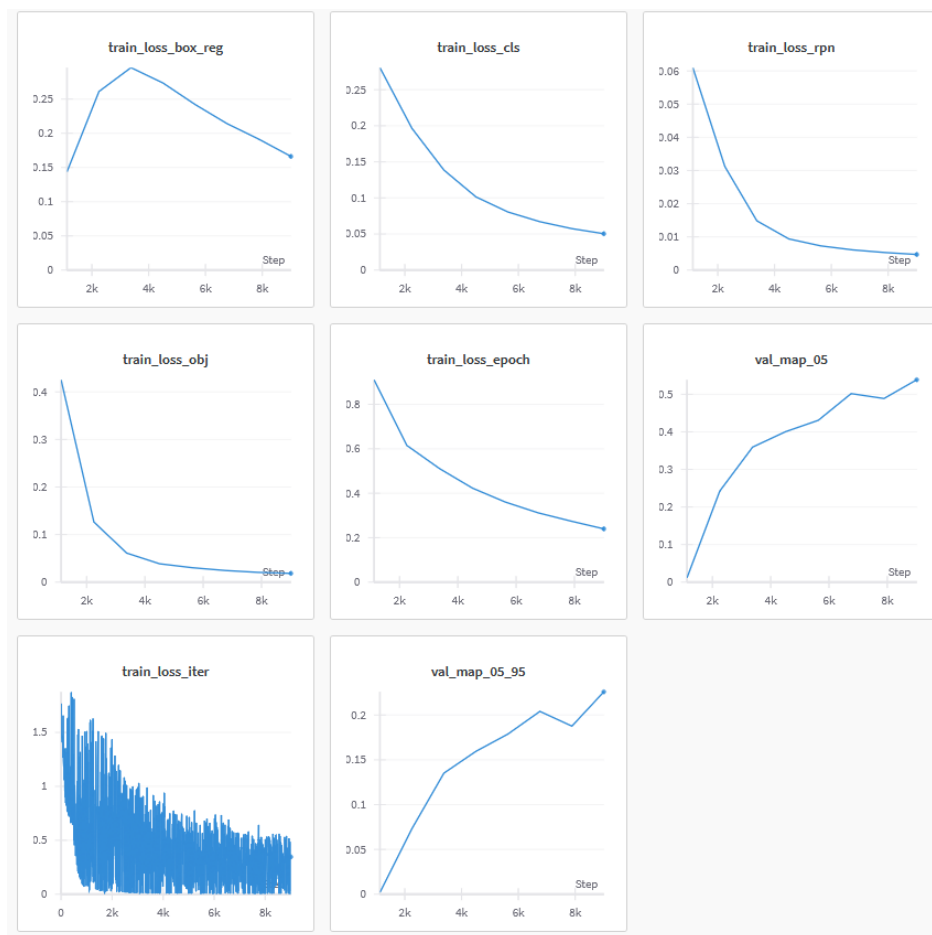 train_loss_box_reg
0.25
0.2
0.15
0.1
0.05
0
Step
2k 4k 6k 8k
train_loss_cls
0.25
0.2
0.15
0.1
0.05
0
Step
2k 4k 6k 8k
train_loss_rpn
0.06
0.05
0.04
0.03
0.02
0.01
0
Step
2k 4k 6k 8k
train_loss_obj
0.4
0.3
0.2
0.1
0
Step
2k 4k 6k 8k
train_loss_epoch
0.8
0.6
0.4
0.2
0
Step
2k 4k 6k 8k
val_map_05
0.5
0.4
0.3
0.2
0.1
0
Step
2k 4k 6k 8k
train_loss_iter
1.5
1
0.5
0
0 2k 4k 6k 8k
val_map_05_95
0.2
0.15
0.1
0.05
0
Step
2k 4k 6k 8k